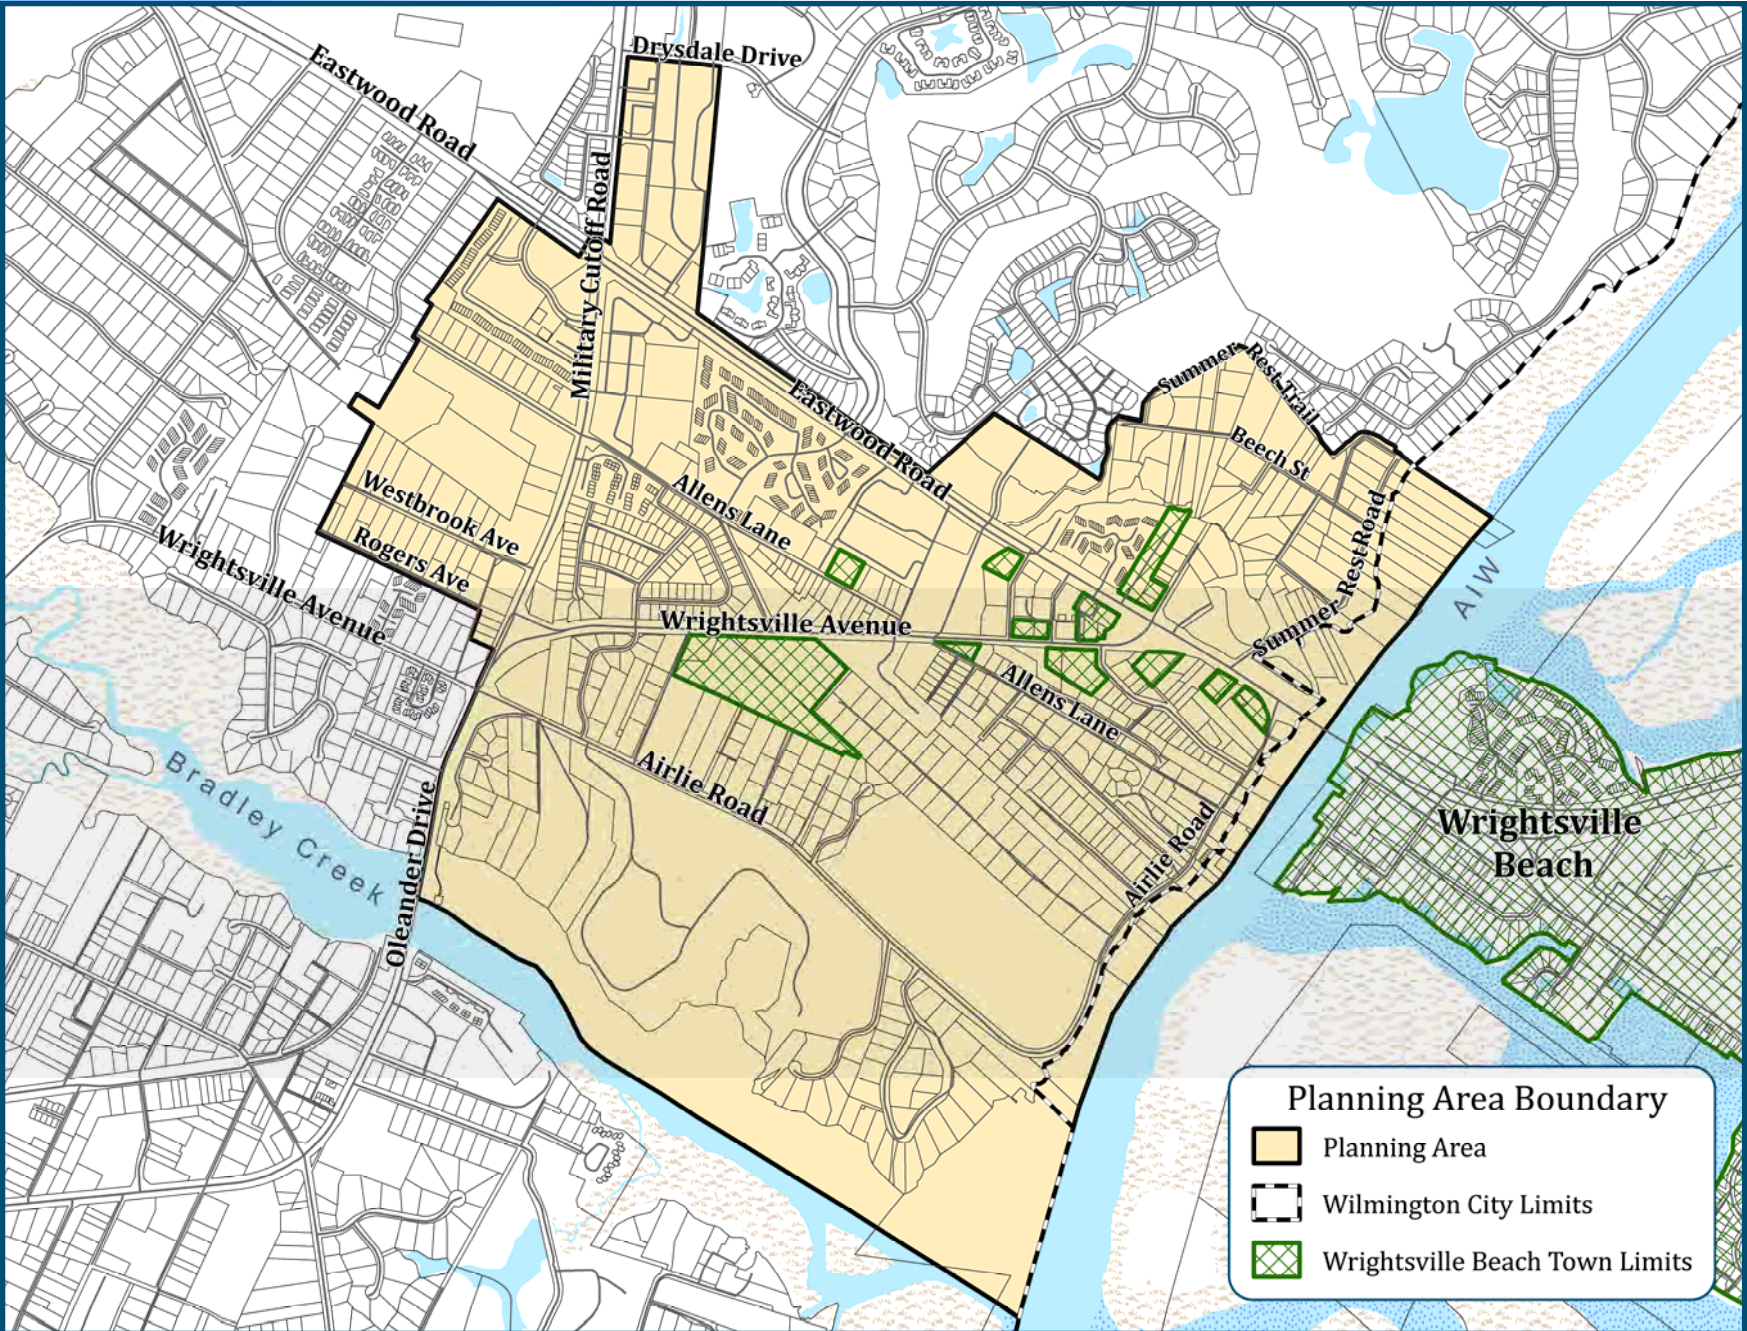 Drysdale Drive
Eastwood Road
Military Cutoff Road
Summer Rest Trail
Eastwood Road
Beech St
Westbrook Ave
Allens Lane
Rogers Ave
Wrightsville Avenue
Summer Rest Road
AIW
Wrightsville Avenue
Allens Lane
Airlie Road
Bradley Creek
Oleander Drive
Airlie Road
Wrightsville
Beach
Planning Area Boundary
Planning Area
Wilmington City Limits
Wrightsville Beach Town Limits